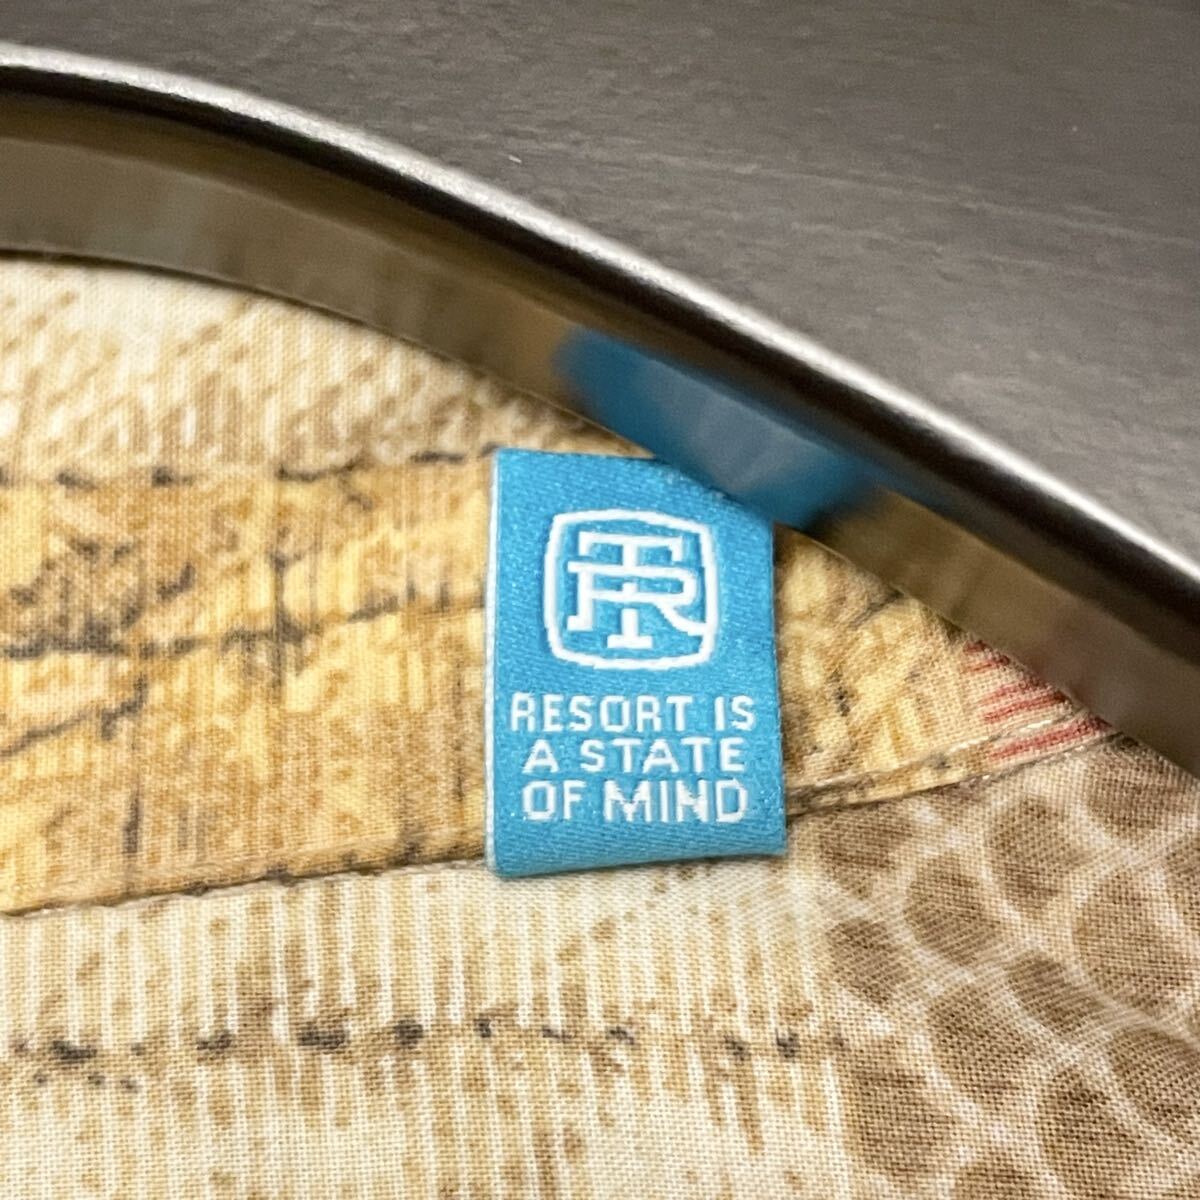 TR
RESORT IS
A STATE
OF MIND